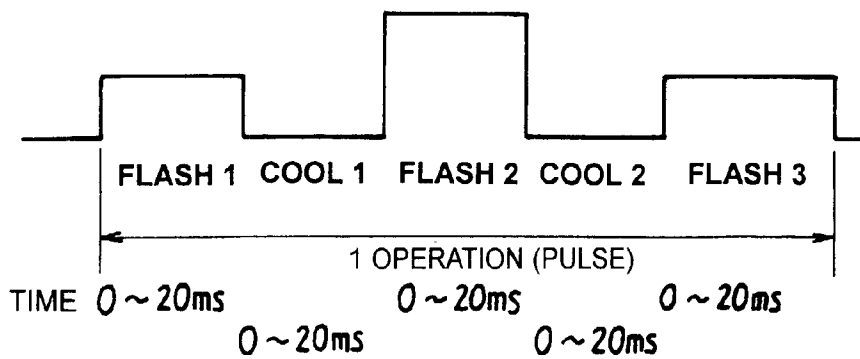 FLASH 1 COOL 1 FLASH 2 COOL 2 FLASH 3
1 OPERATION (PULSE)
TIME 0 ~ 20ms 0 ~ 20ms 0 ~ 20ms
0 ~ 20ms 0 ~ 20ms